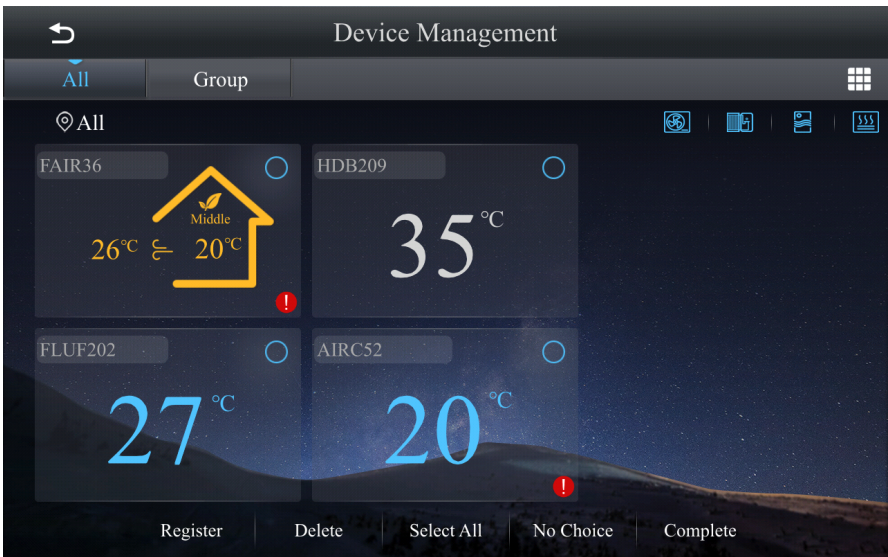 Device Management
All
Group
All
FAIR36
Middle
26°C 20°C
HDB209
35°C
FLUF202
27°C
AIRC52
20°C
Register Delete Select All No Choice Complete